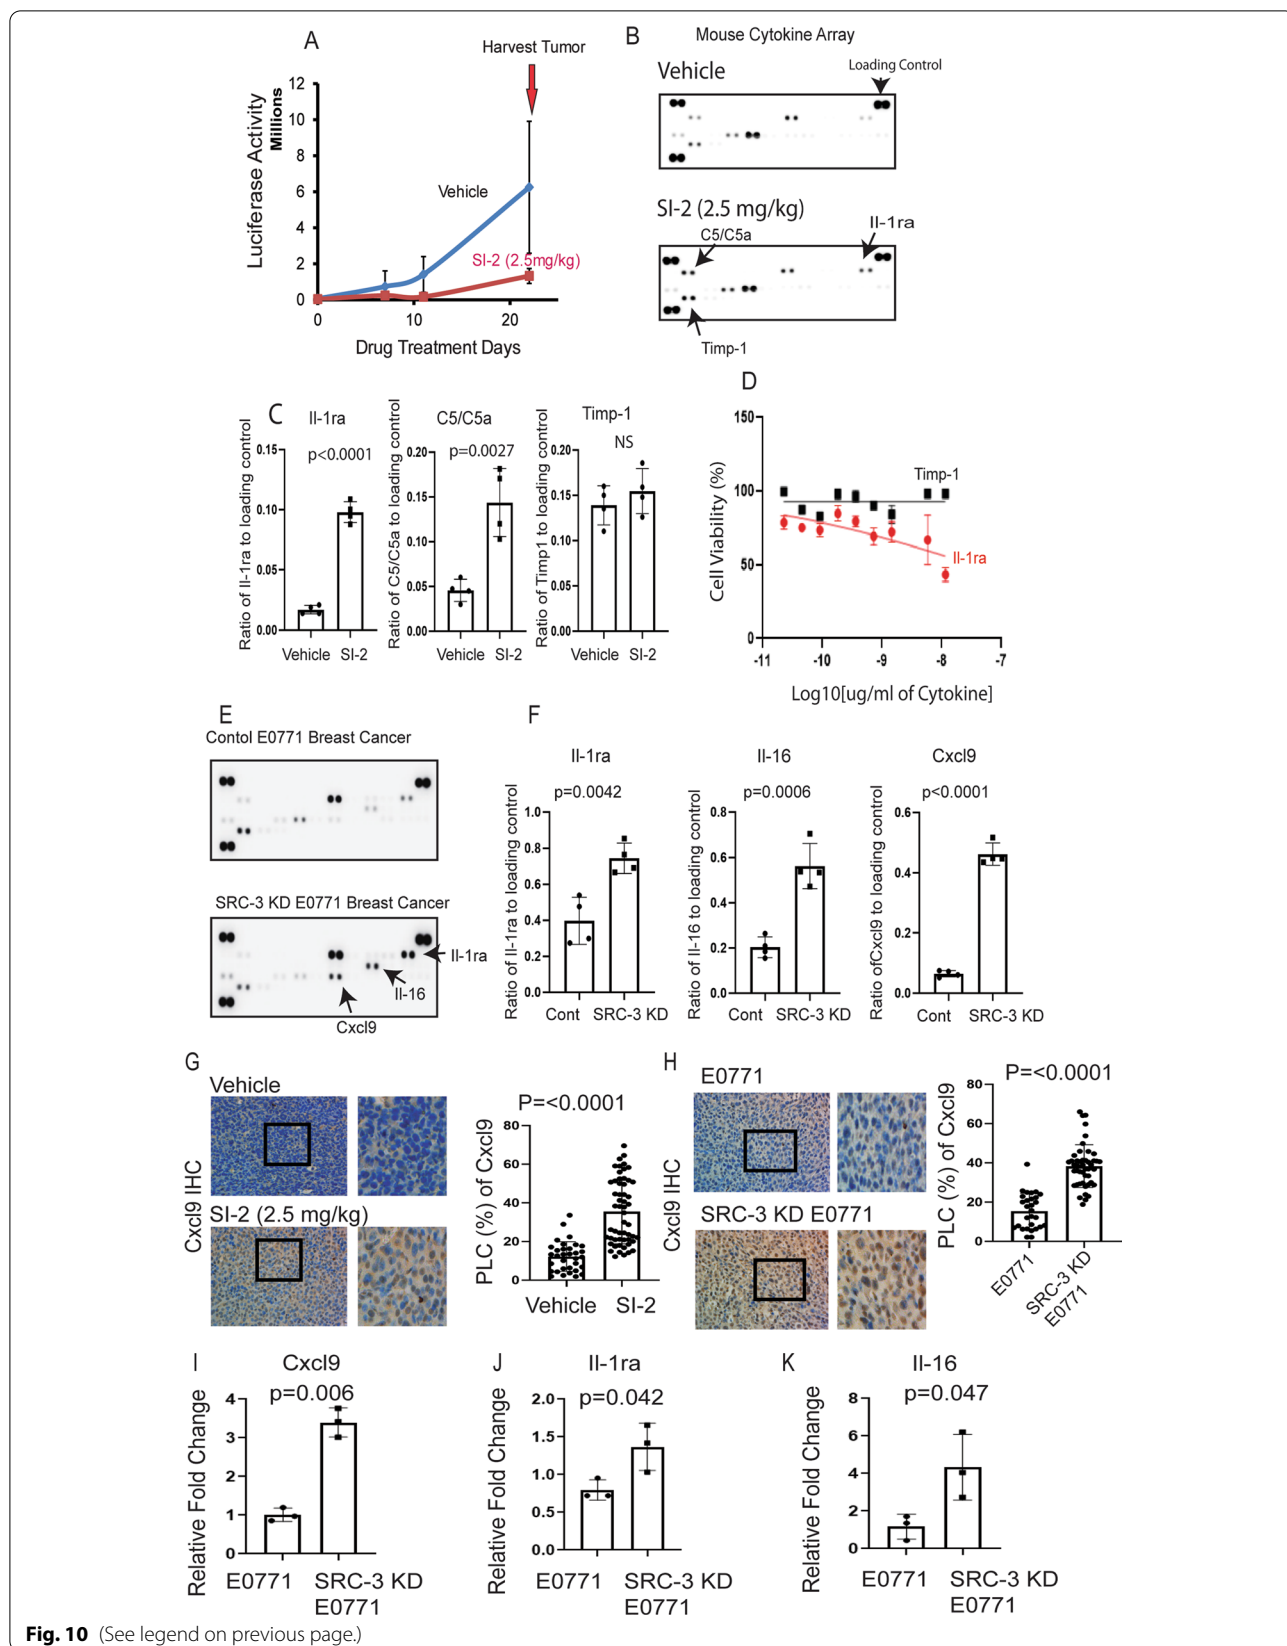 A
Harvest Tumor
Luciferase Activity
Millions
12
10
8
6
4
2
0
Vehicle
SI-2 (2.5mg/kg)
0
10
20
Drug Treatment Days
B
Mouse Cytokine Array
Vehicle
Loading Control
SI-2 (2.5 mg/kg)
C5/C5a
Il-1ra
Timp-1
C
Il-1ra
p<0.0001
Ratio of Il-1ra to loading control
0.15
0.10
0.05
0.00
Vehicle SI-2
C5/C5a
p=0.0027
Ratio of C5/C5a to loading control
0.20
0.15
0.10
0.05
0.00
Vehicle SI-2
Timp-1
NS
Ratio of Timp1 to loading control
0.20
0.15
0.10
0.05
0.00
Vehicle SI-2
D
Cell Viability (%)
150
100
50
0
Timp-1
Il-1ra
-11 -10 -9 -8 -7
Log10[ug/ml of Cytokine]
E
Contol E0771 Breast Cancer
SRC-3 KD E0771 Breast Cancer
Il-1ra
Il-16
Cxcl9
F
Il-1ra
p=0.0042
Ratio of Il-1ra to loading control
1.0
0.8
0.6
0.4
0.2
0.0
Cont SRC-3 KD
Il-16
p=0.0006
Ratio of Il-16 to loading control
0.8
0.6
0.4
0.2
0.0
Cont SRC-3 KD
Cxcl9
p<0.0001
Ratio ofCxcl9 to loading control
0.6
0.4
0.2
0.0
Cont SRC-3 KD
G
Vehicle
Cxcl9 IHC
SI-2 (2.5 mg/kg)
P=<0.0001
PLC (%) of Cxcl9
80
60
40
20
0
Vehicle SI-2
H
E0771
Cxcl9 IHC
SRC-3 KD E0771
P=<0.0001
PLC (%) of Cxcl9
80
60
40
20
0
E0771
SRC-3 KD
E0771
I
Cxcl9
p=0.006
Relative Fold Change
4
3
2
1
0
E0771 SRC-3 KD
E0771
J
Il-1ra
p=0.042
Relative Fold Change
2.0
1.5
1.0
0.5
0.0
E0771 SRC-3 KD
E0771
K
Il-16
p=0.047
Relative Fold Change
8
6
4
2
0
E0771 SRC-3 KD
E0771
Fig. 10 (See legend on previous page.)